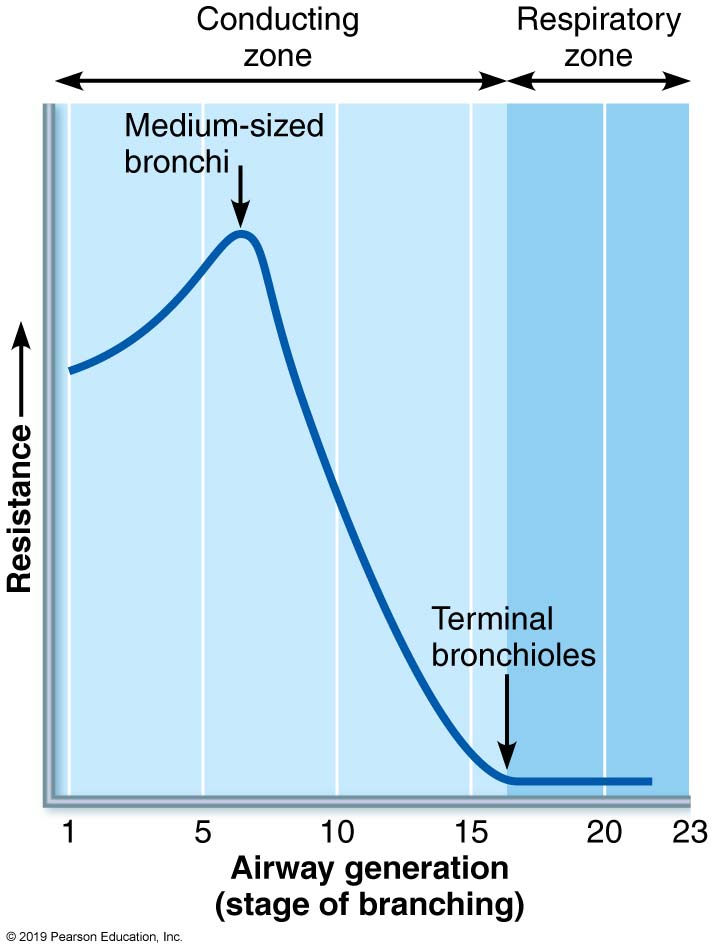 Conducting
zone
Respiratory
zone
Medium-sized
bronchi
Resistance
Terminal
bronchioles
1 5 10 15 20 23
Airway generation
(stage of branching)
© 2019 Pearson Education, Inc.